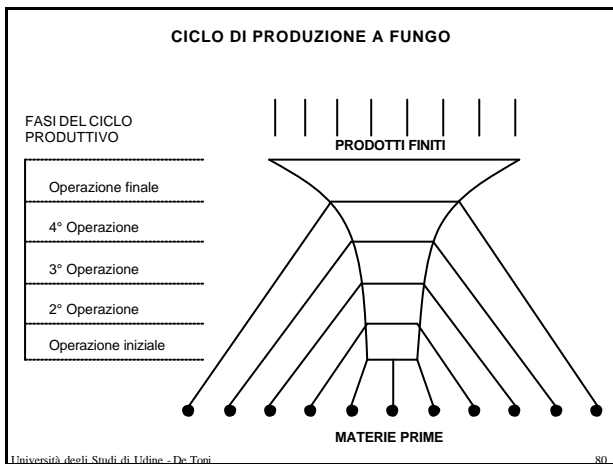 CICLO DI PRODUZIONE A FUNGO
FASI DEL CICLO
PRODUTTIVO
PRODOTTI FINITI
Operazione finale
4° Operazione
3° Operazione
2° Operazione
Operazione iniziale
MATERIE PRIME
Università degli Studi di Udine - De Toni
80